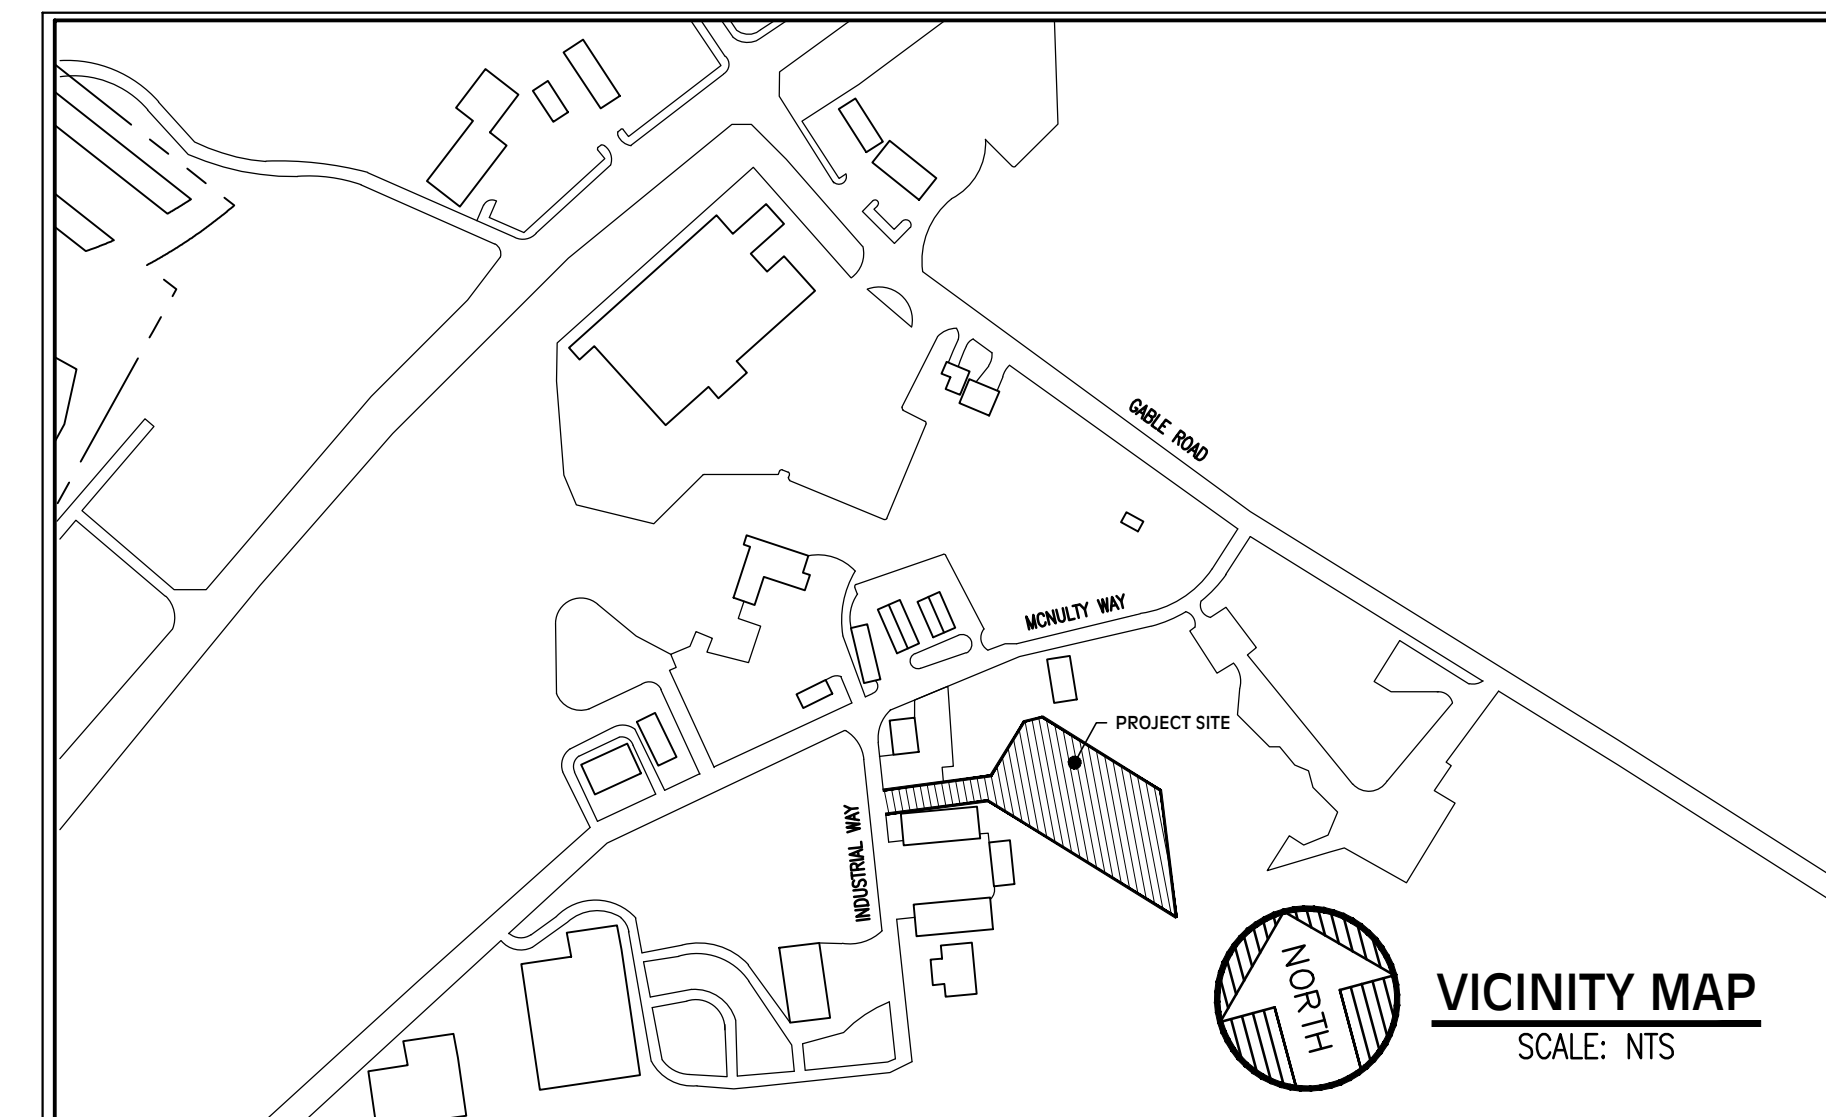 GABLE ROAD
MCNULTY WAY
PROJECT SITE
INDUSTRIAL WAY
NORTH
VICINITY MAP
SCALE: NTS